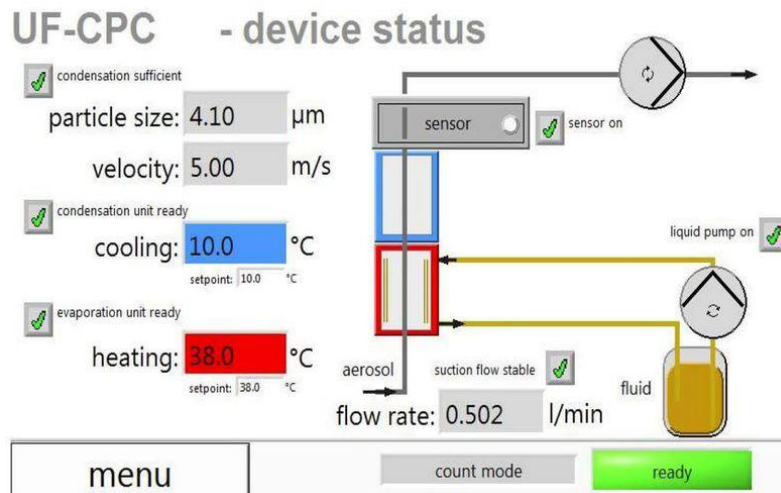 UF-CPC - device status
condensation sufficient
particle size: 4.10 µm
velocity: 5.00 m/s
condensation unit ready
cooling: 10.0 °C
setpoint: 10.0 °C
evaporation unit ready
heating: 38.0 °C
setpoint: 38.0 °C
sensor
sensor on
liquid pump on
aerosol
suction flow stable
flow rate: 0.502 l/min
fluid
menu
count mode
ready